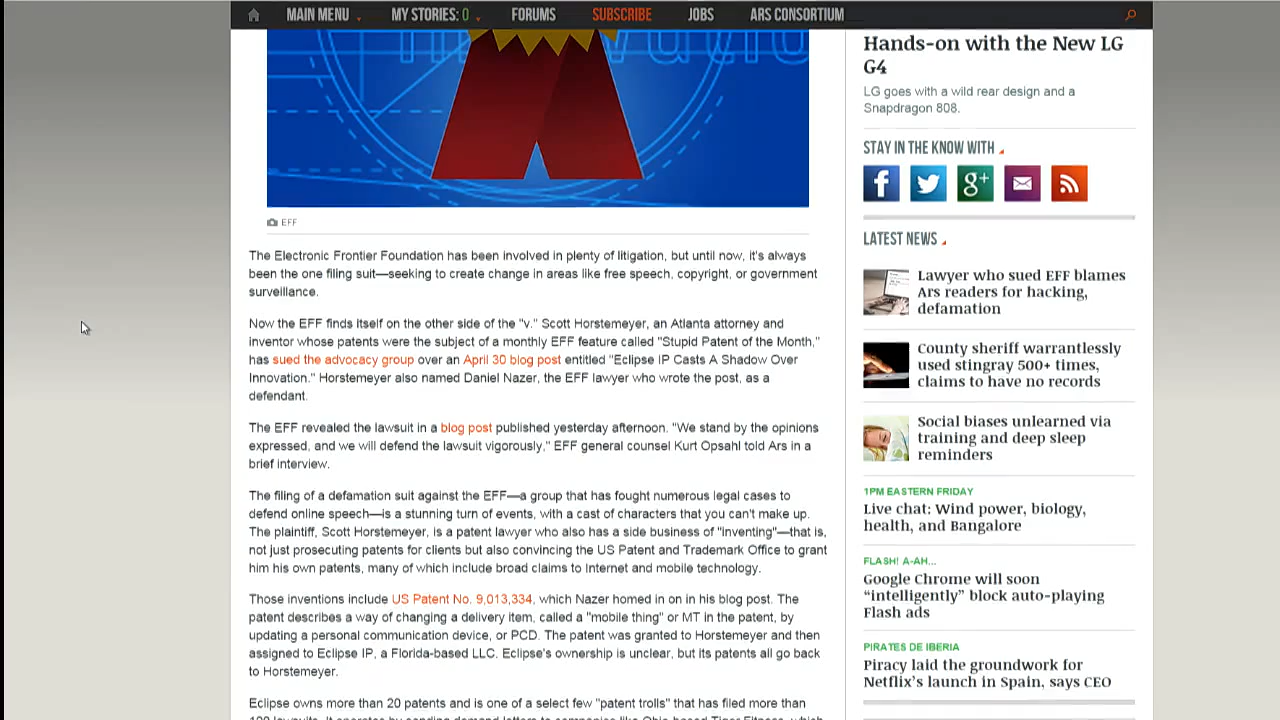 MAIN MENU
MY STORIES: 0
FORUMS
SUBSCRIBE
JOBS
ARS CONSORTIUM
EFF
The Electronic Frontier Foundation has been involved in plenty of litigation, but until now, it's always
been the one filing suit—seeking to create change in areas like free speech, copyright, or government
surveillance.
Now the EFF finds itself on the other side of the "v." Scott Horstemeyer, an Atlanta attorney and
inventor whose patents were the subject of a monthly EFF feature called "Stupid Patent of the Month,"
has sued the advocacy group over an April 30 blog post entitled "Eclipse IP Casts A Shadow Over
Innovation." Horstemeyer also named Daniel Nazer, the EFF lawyer who wrote the post, as a
defendant.
The EFF revealed the lawsuit in a blog post published yesterday afternoon. "We stand by the opinions
expressed, and we will defend the lawsuit vigorously," EFF general counsel Kurt Opsahl told Ars in a
brief interview.
The filing of a defamation suit against the EFF—a group that has fought numerous legal cases to
defend online speech—is a stunning turn of events, with a cast of characters that you can't make up.
The plaintiff, Scott Horstemeyer, is a patent lawyer who also has a side business of "inventing"—that is,
not just prosecuting patents for clients but also convincing the US Patent and Trademark Office to grant
him his own patents, many of which include broad claims to Internet and mobile technology.
Those inventions include US Patent No. 9,013,334, which Nazer homed in on in his blog post. The
patent describes a way of changing a delivery item, called a "mobile thing" or MT in the patent, by
updating a personal communication device, or PCD. The patent was granted to Horstemeyer and then
assigned to Eclipse IP, a Florida-based LLC. Eclipse's ownership is unclear, but its patents all go back
to Horstemeyer.
Eclipse owns more than 20 patents and is one of a select few "patent trolls" that has filed more than
100 lawsuits. It operates by sending demand letters to companies like Ohio-based Tiger Fitness, which
Hands-on with the New LG
G4
LG goes with a wild rear design and a
Snapdragon 808.
STAY IN THE KNOW WITH
f
g+
LATEST NEWS
Lawyer who sued EFF blames
Ars readers for hacking,
defamation
County sheriff warrantlessly
used stingray 500+ times,
claims to have no records
Social biases unlearned via
training and deep sleep
reminders
1PM EASTERN FRIDAY
Live chat: Wind power, biology,
health, and Bangalore
FLASH! A-AH...
Google Chrome will soon
“intelligently” block auto-playing
Flash ads
PIRATES DE IBERIA
Piracy laid the groundwork for
Netflix’s launch in Spain, says CEO